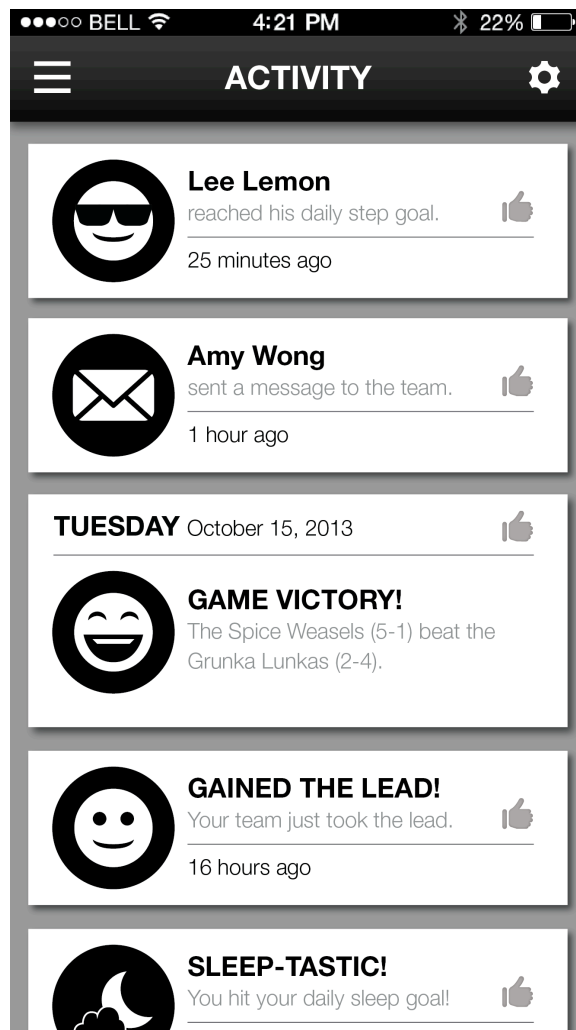 BELL 4:21 PM 22%
ACTIVITY
Lee Lemon
reached his daily step goal.
25 minutes ago
Amy Wong
sent a message to the team.
1 hour ago
TUESDAY October 15, 2013
GAME VICTORY!
The Spice Weasels (5-1) beat the
Grunka Lunkas (2-4).
GAINED THE LEAD!
Your team just took the lead.
16 hours ago
SLEEP-TASTIC!
You hit your daily sleep goal!